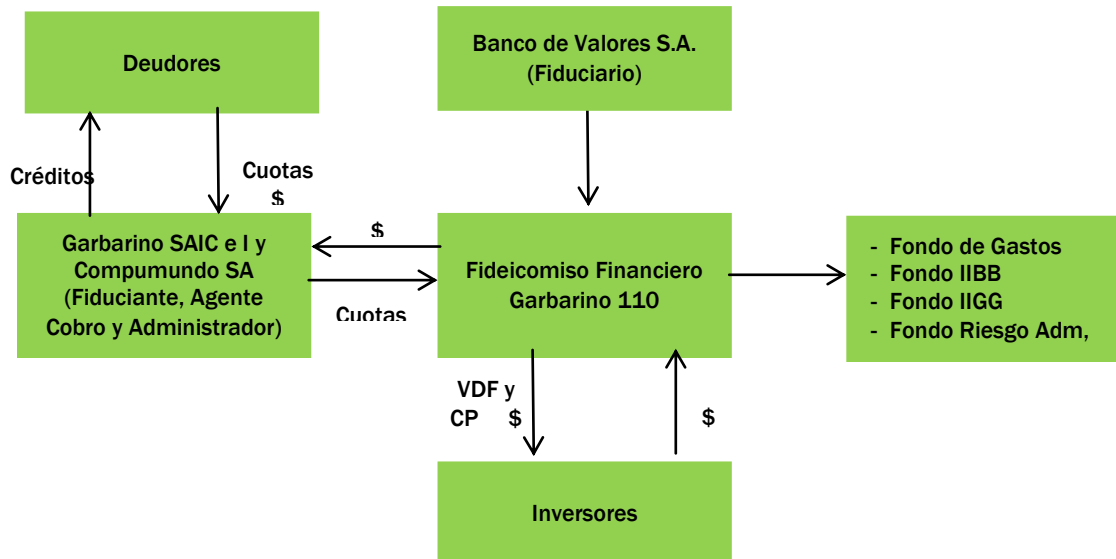 Deudores
Banco de Valores S.A.
(Fiduciario)
Créditos
Cuotas
$
Garbarino SAIC e I y
Compumundo SA
(Fiduciante, Agente
Cobro y Administrador)
$
Cuotas
Fideicomiso Financiero
Garbarino 110
- Fondo de Gastos
- Fondo IIBB
- Fondo IIGG
- Fondo Riesgo Adm,
VDF y
CP $
$
Inversores